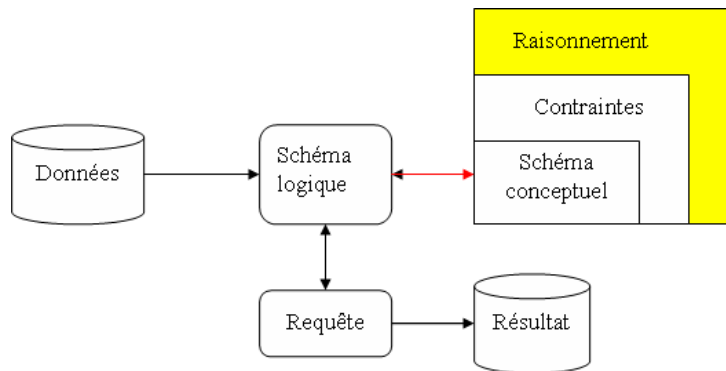 Raisonnement
Contraintes
Données
Schéma
logique
Schéma
conceptuel
Requête
Résultat